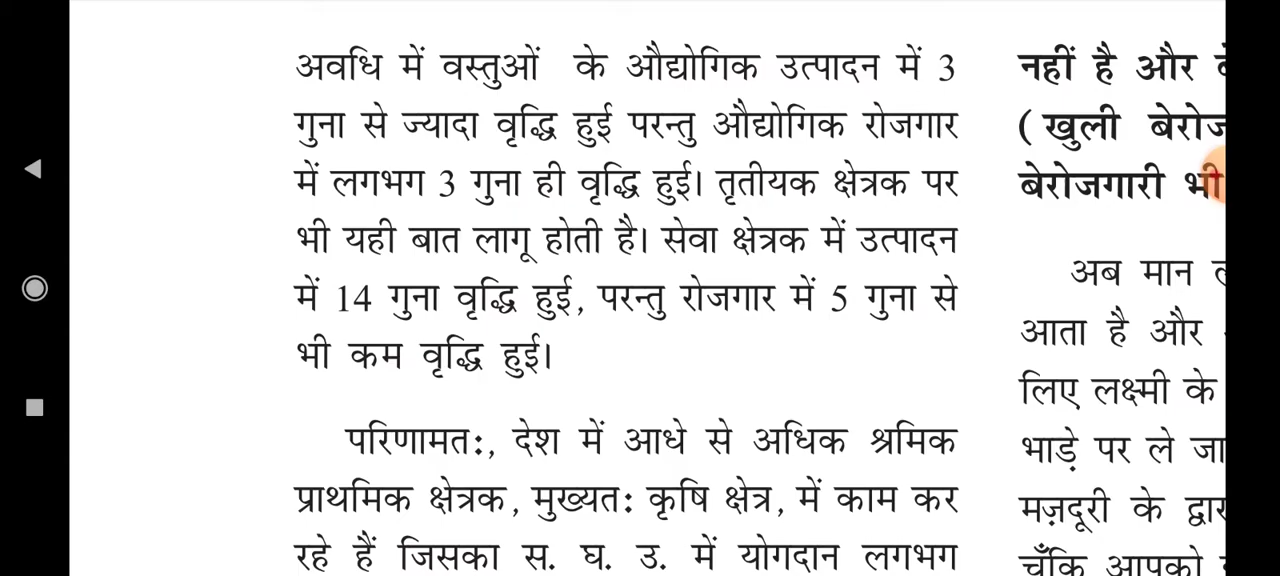 अवधि में वस्तुओं के औद्योगिक उत्पादन में 3
गुना से ज्यादा वृद्धि हुई परन्तु औद्योगिक रोजगार
में लगभग 3 गुना ही वृद्धि हुई। तृतीयक क्षेत्रक पर
भी यही बात लागू होती है। सेवा क्षेत्रक में उत्पादन
में 14 गुना वृद्धि हुई, परन्तु रोजगार में 5 गुना से
भी कम वृद्धि हुई।
परिणामतः, देश में आधे से अधिक श्रमिक
प्राथमिक क्षेत्रक, मुख्यतः कृषि क्षेत्र, में काम कर
रहे हैं जिसका स. घ. उ. में योगदान लगभग
नहीं है और
(खुली
बेरोजगारी भी
अब मान
आता है और
लिए लक्ष्मी के
भाड़े पर ले
मज़दूरी के
चूँकि आपको